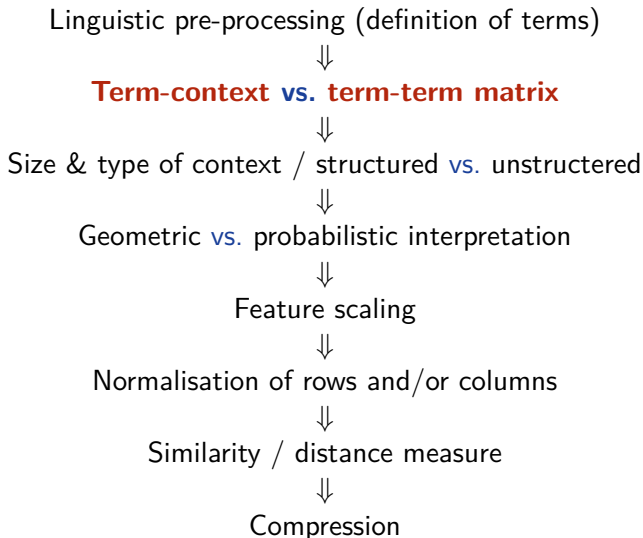 Linguistic pre-processing (definition of terms)
⇓
Term-context vs. term-term matrix
⇓
Size & type of context / structured vs. unstructered
⇓
Geometric vs. probabilistic interpretation
⇓
Feature scaling
⇓
Normalisation of rows and/or columns
⇓
Similarity / distance measure
⇓
Compression